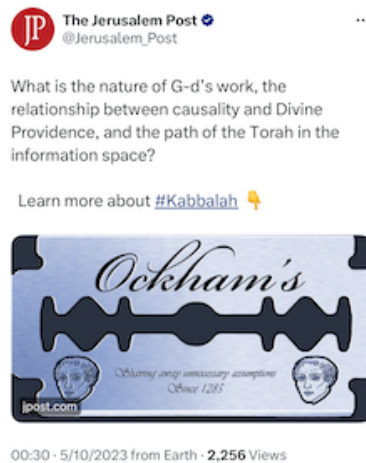 JP
The Jerusalem Post
@Jerusalem_Post
What is the nature of G-d's work, the
relationship between causality and Divine
Providence, and the path of the Torah in the
information space?
Learn more about #Kabbalah 👇
Ockham's
Shaving away unnecessary assumptions
Since 1285
jpost.com
00:30 · 5/10/2023 from Earth · 2,256 Views